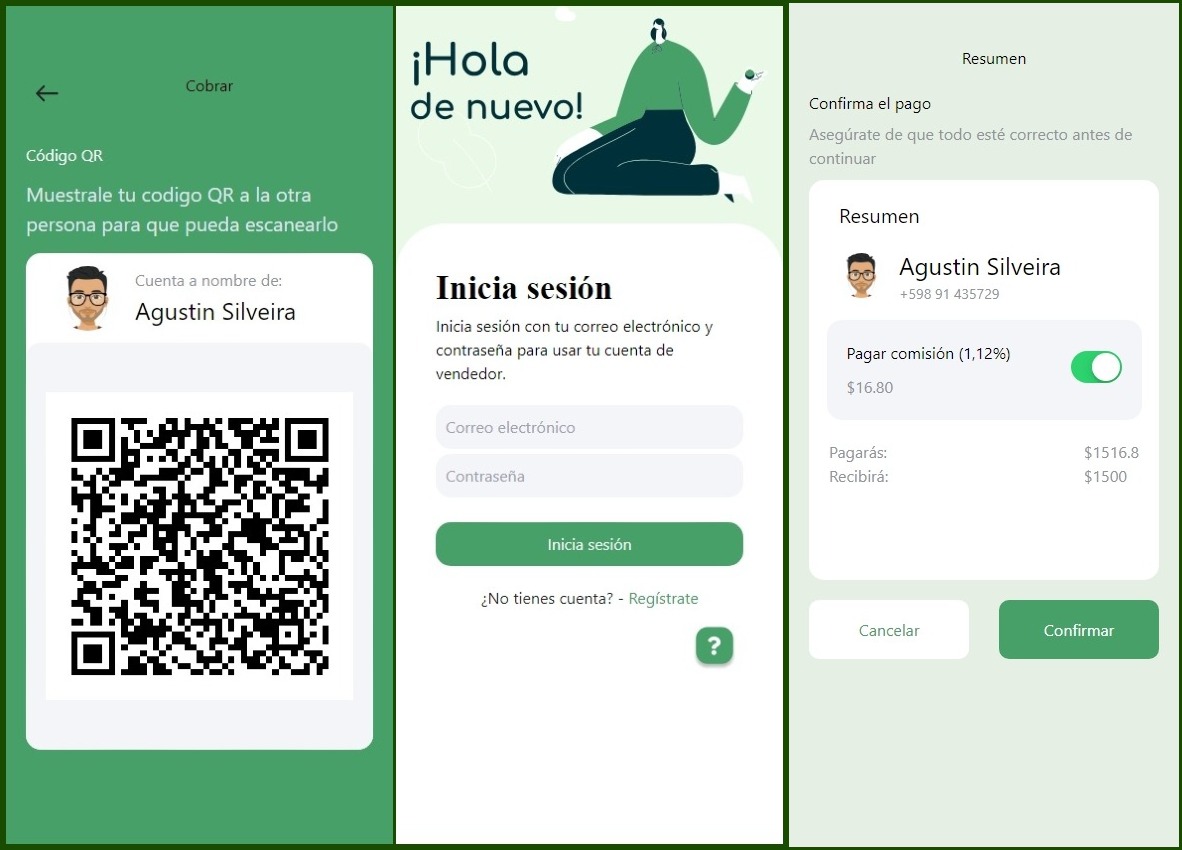 Cobrar
Código QR
Muestrale tu codigo QR a la otra
persona para que pueda escanearlo
Cuenta a nombre de:
Agustin Silveira
¡Hola
de nuevo!
Inicia sesión
Inicia sesión con tu correo electrónico y
contraseña para usar tu cuenta de
vendedor.
Correo electrónico
Contraseña
Inicia sesión
¿No tienes cuenta? - Regístrate
?
Resumen
Confirma el pago
Asegúrate de que todo esté correcto antes de
continuar
Resumen
Agustin Silveira
+598 91 435729
Pagar comisión (1,12%)
$16.80
Pagarás: $1516.8
Recibirá: $1500
Cancelar Confirmar